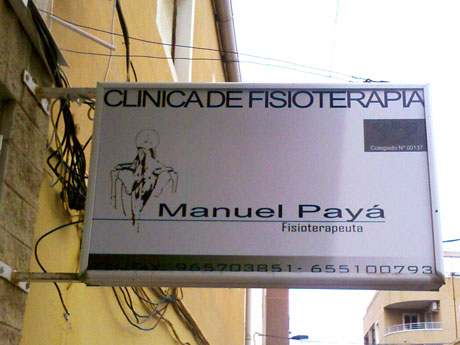 CLINICA DE FISIOTERAPIA
Colegiado Nº 00137
Manuel Payá
Fisioterapeuta
965703851- 655100793